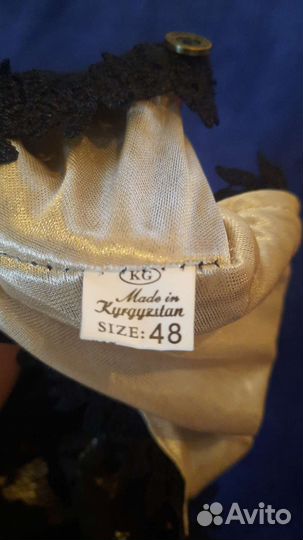 KG
Made in
Kyrgyzstan
SIZE: 48
Avito